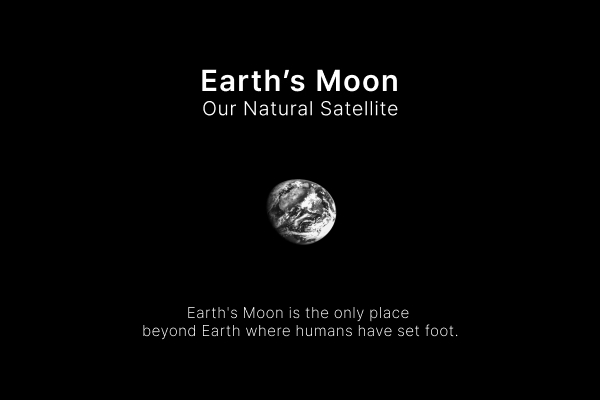 Earth’s Moon
Our Natural Satellite
Earth's Moon is the only place
beyond Earth where humans have set foot.